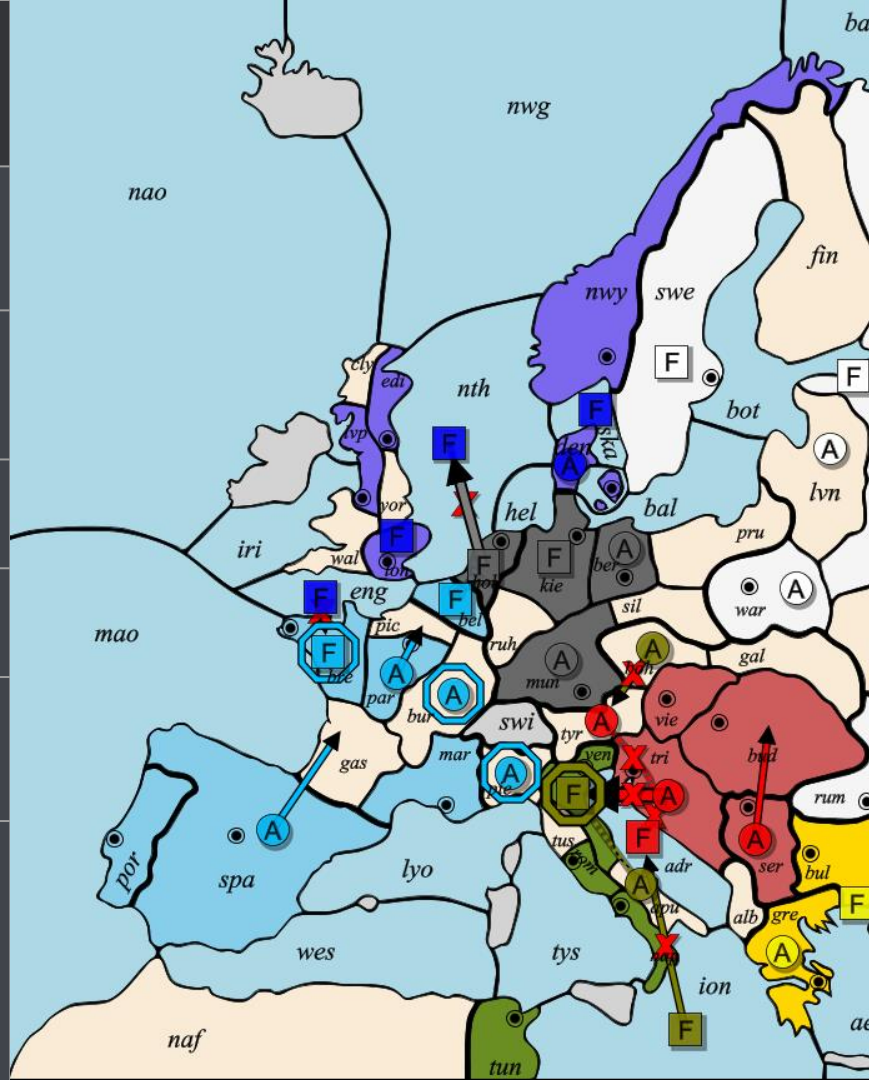 ba
nwg
nao
fin
nwy
swe
cly
edi
nth
F
F
F
bot
lvp
F
ska
den
A
A
lvn
yor
hel
bal
iri
wal
F
pru
lon
hol
F
F
kie
ber
A
A
war
eng
F
F
bel
sil
mao
pic
ruh
F
bre
A
par
A
gal
boh
A
mun
A
bur
swi
tyr
A
vie
gas
mar
ven
tri
bud
A
pie
F
A
rum
A
F
A
tus
adr
ser
bul
por
spa
lyo
rom
A
apu
alb
gre
F
A
wes
tys
nap
ion
F
ae
naf
tun